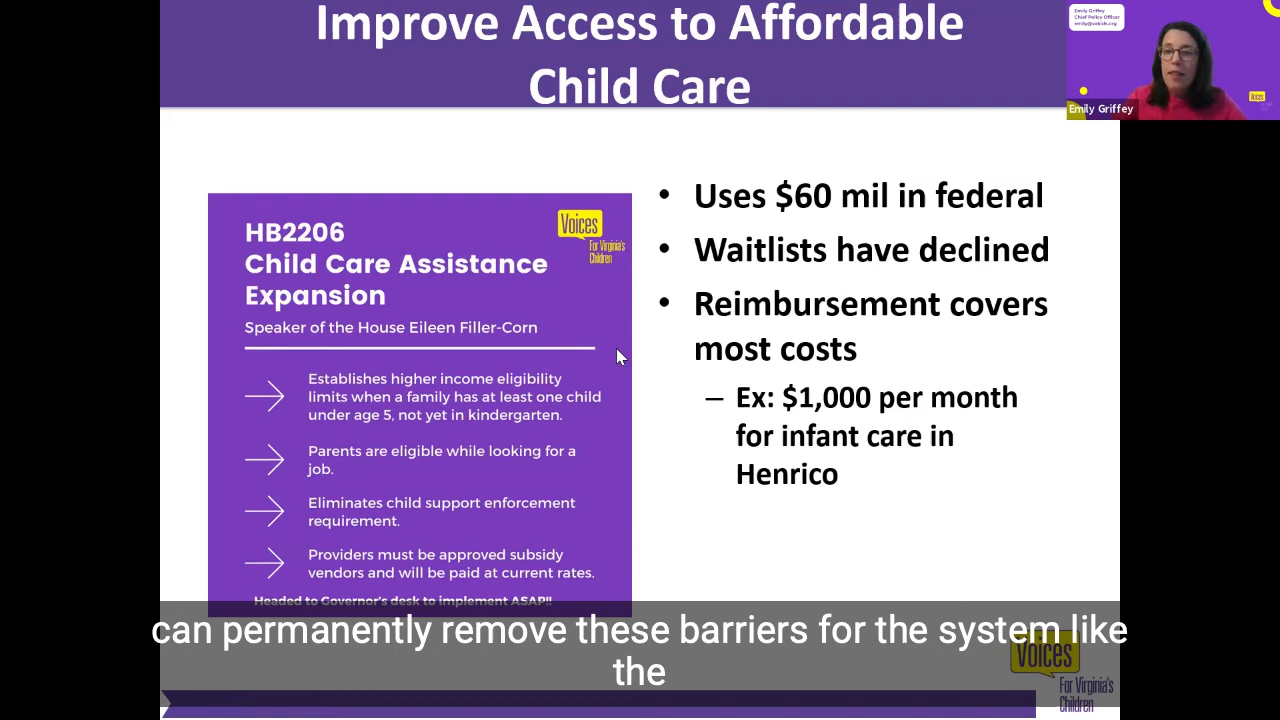 Improve Access to Affordable
Child Care
Emily Griffey
Chief Policy Officer
emily@vakids.org
Voices
Emily Griffey
HB2206
Child Care Assistance
Expansion
Voices
For Virginia's
Children
Speaker of the House Eileen Filler-Corn
Establishes higher income eligibility
limits when a family has at least one child
under age 5, not yet in kindergarten.
Parents are eligible while looking for a
job.
Eliminates child support enforcement
requirement.
Providers must be approved subsidy
vendors and will be paid at current rates.
Headed to Governor's desk to implement ASAP!!
• Uses $60 mil in federal
• Waitlists have declined
• Reimbursement covers
most costs
– Ex: $1,000 per month
for infant care in
Henrico
can permanently remove these barriers for the system like
the
Voices
For Virginia's
Children